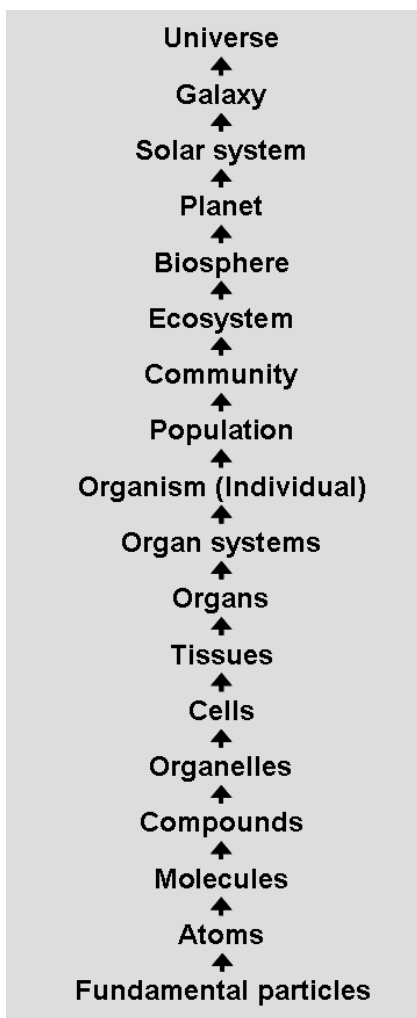 Universe
Galaxy
Solar system
Planet
Biosphere
Ecosystem
Community
Population
Organism (Individual)
Organ systems
Organs
Tissues
Cells
Organelles
Compounds
Molecules
Atoms
Fundamental particles